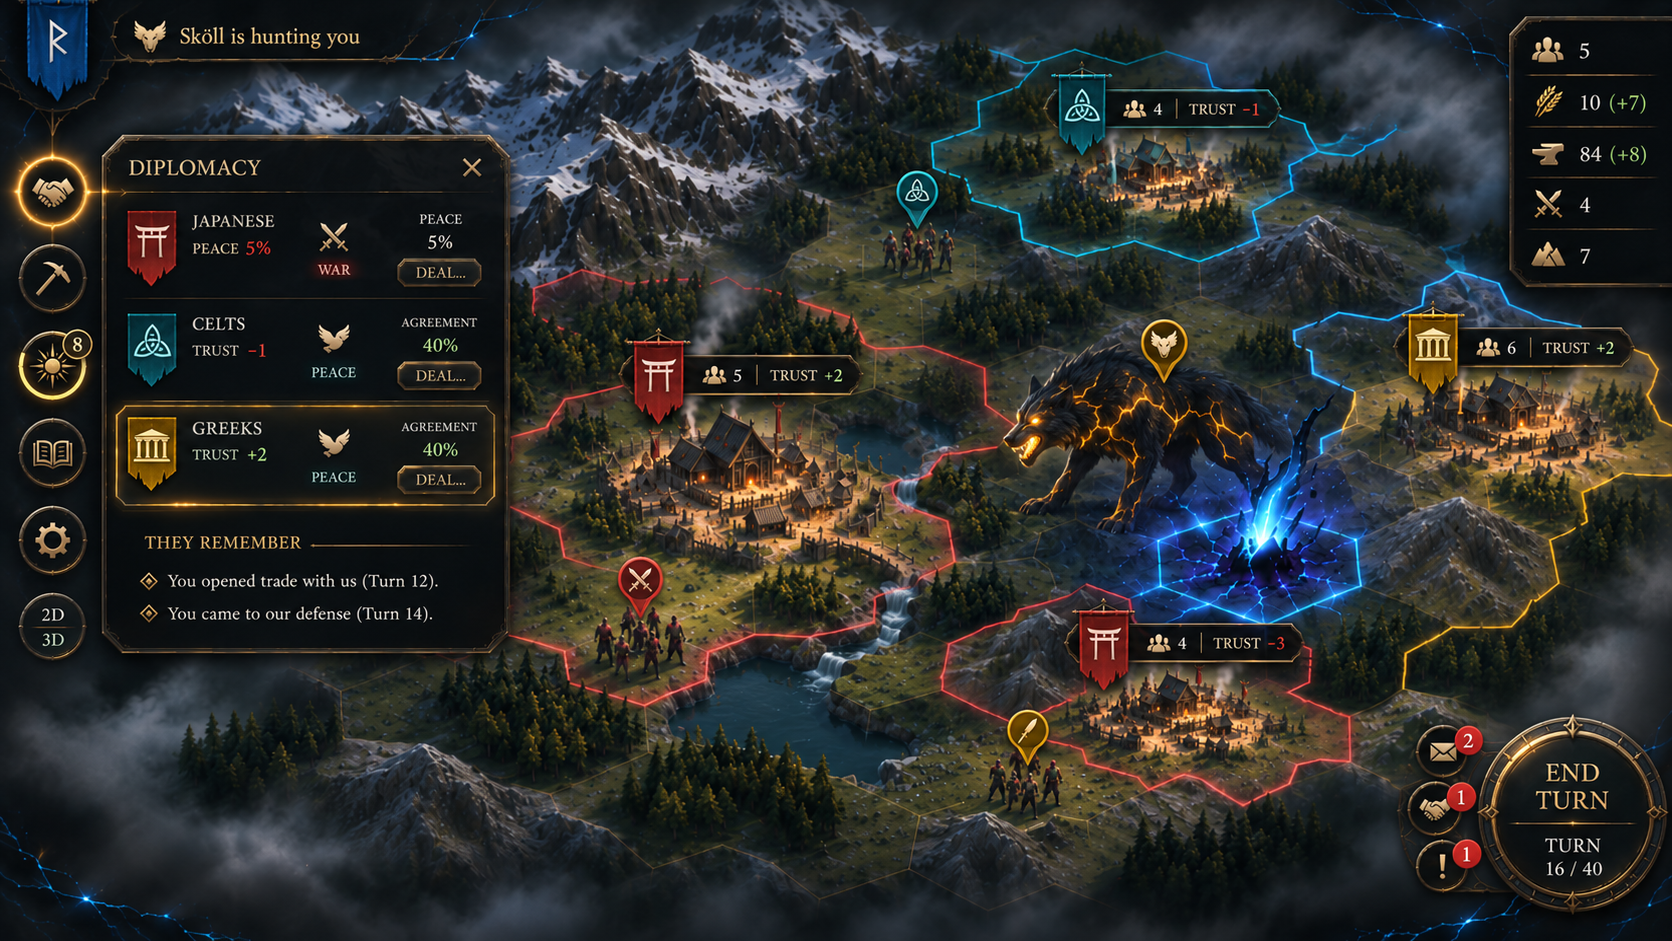 Sköll is hunting you
5
10 (+7)
84 (+8)
4
7
DIPLOMACY
JAPANESE
PEACE 5%
WAR
PEACE
5%
DEAL...
CELTS
TRUST −1
PEACE
AGREEMENT
40%
DEAL...
GREEKS
TRUST +2
PEACE
AGREEMENT
40%
DEAL...
THEY REMEMBER
You opened trade with us (Turn 12).
You came to our defense (Turn 14).
8
2D
3D
4 | TRUST −1
5 | TRUST +2
6 | TRUST +2
4 | TRUST −3
2
1
1
END
TURN
TURN
16 / 40